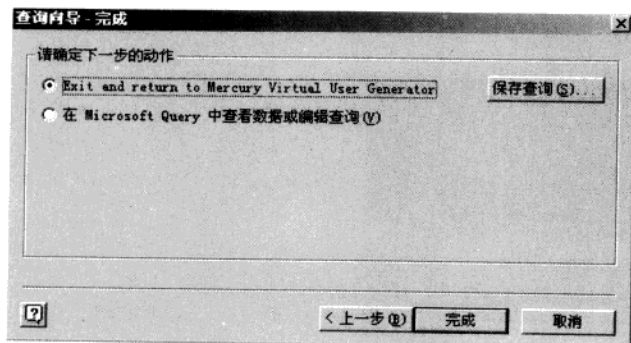 查询向导 - 完成
请确定下一步的动作
Exit and return to Mercury Virtual User Generator
保存查询(S)...
在 Microsoft Query 中查看数据或编辑查询(V)
?
< 上一步(B)
完成
取消